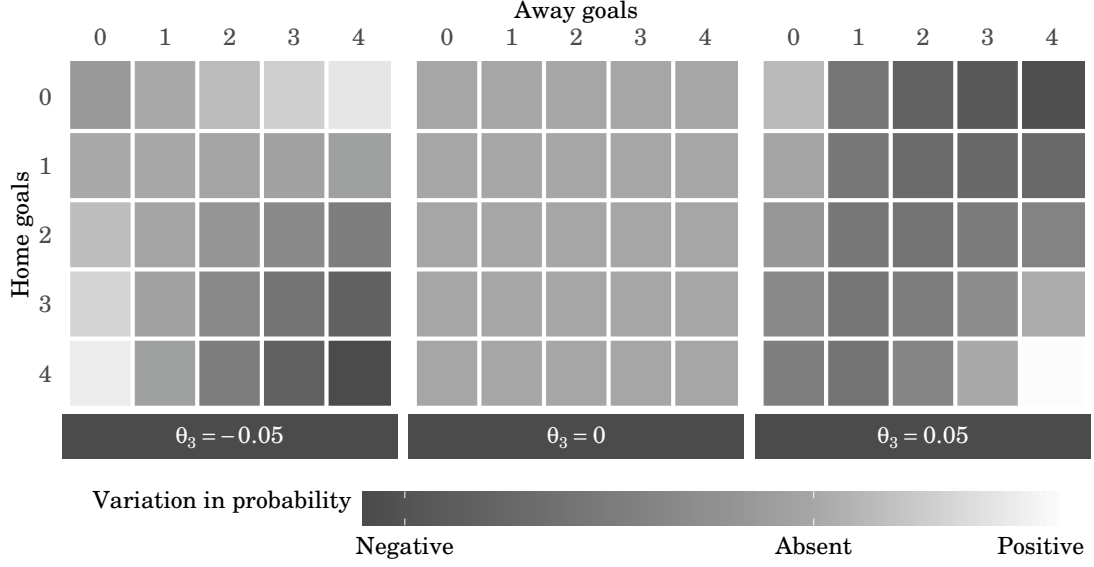 Away goals
0 1 2 3 4 0 1 2 3 4 0 1 2 3 4
Home goals
0
1
2
3
4
θ₃ = −0.05 θ₃ = 0 θ₃ = 0.05
Variation in probability
Negative Absent Positive